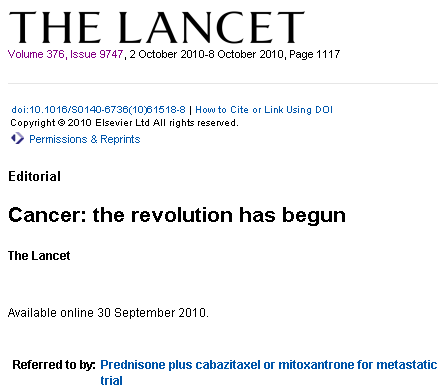 THE LANCET
Volume 376, Issue 9747, 2 October 2010-8 October 2010, Page 1117
doi:10.1016/S0140-6736(10)61518-8 | How to Cite or Link Using DOI
Copyright © 2010 Elsevier Ltd All rights reserved.
Permissions & Reprints
Editorial
Cancer: the revolution has begun
The Lancet
Available online 30 September 2010.
Referred to by: Prednisone plus cabazitaxel or mitoxantrone for metastatic
trial